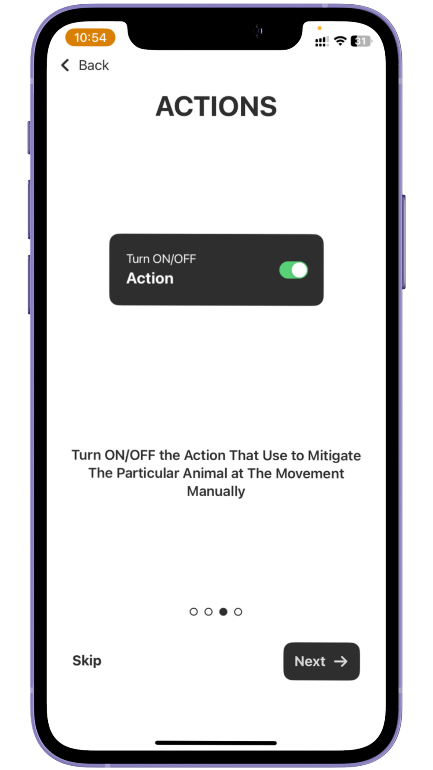 10:54
31
Back
ACTIONS
Turn ON/OFF
Action
Turn ON/OFF the Action That Use to Mitigate
The Particular Animal at The Movement
Manually
Skip
Next